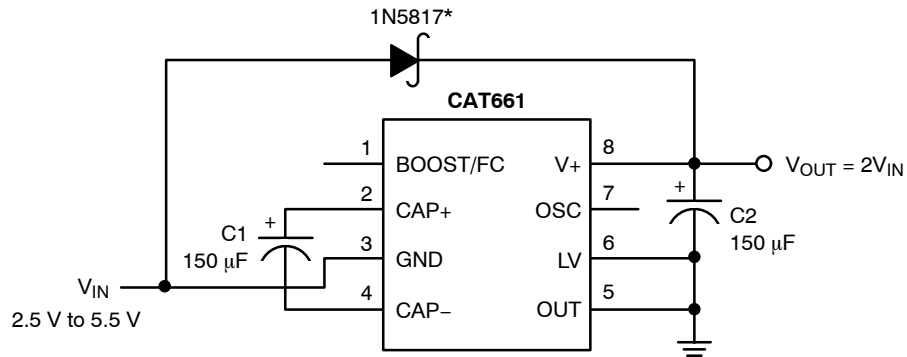 1N5817*
CAT661
1
BOOST/FC
V+
8
VOUT = 2VIN
2
CAP+
OSC
7
+
C1
150 µF
+
C2
150 µF
3
GND
LV
6
VIN
2.5 V to 5.5 V
4
CAP−
OUT
5